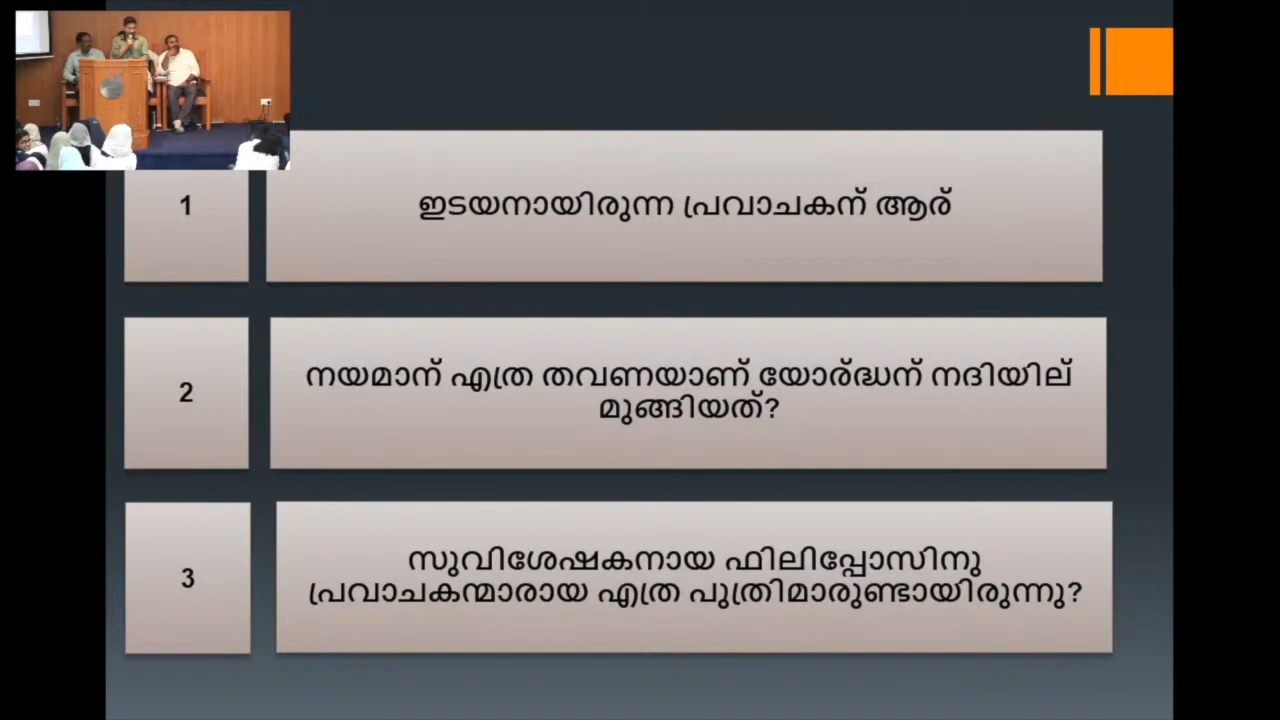 1
ഇടയനായിരുന്ന പ്രവാചകന് ആര്
2
നയമാന് എത്ര തവണയാണ് യോര്ദ്ധന് നദിയില്
മുങ്ങിയത്?
3
സുവിശേഷകനായ ഫിലിപ്പോസിനു
പ്രവാചകന്മാരായ എത്ര പുത്രിമാരുണ്ടായിരുന്നു?